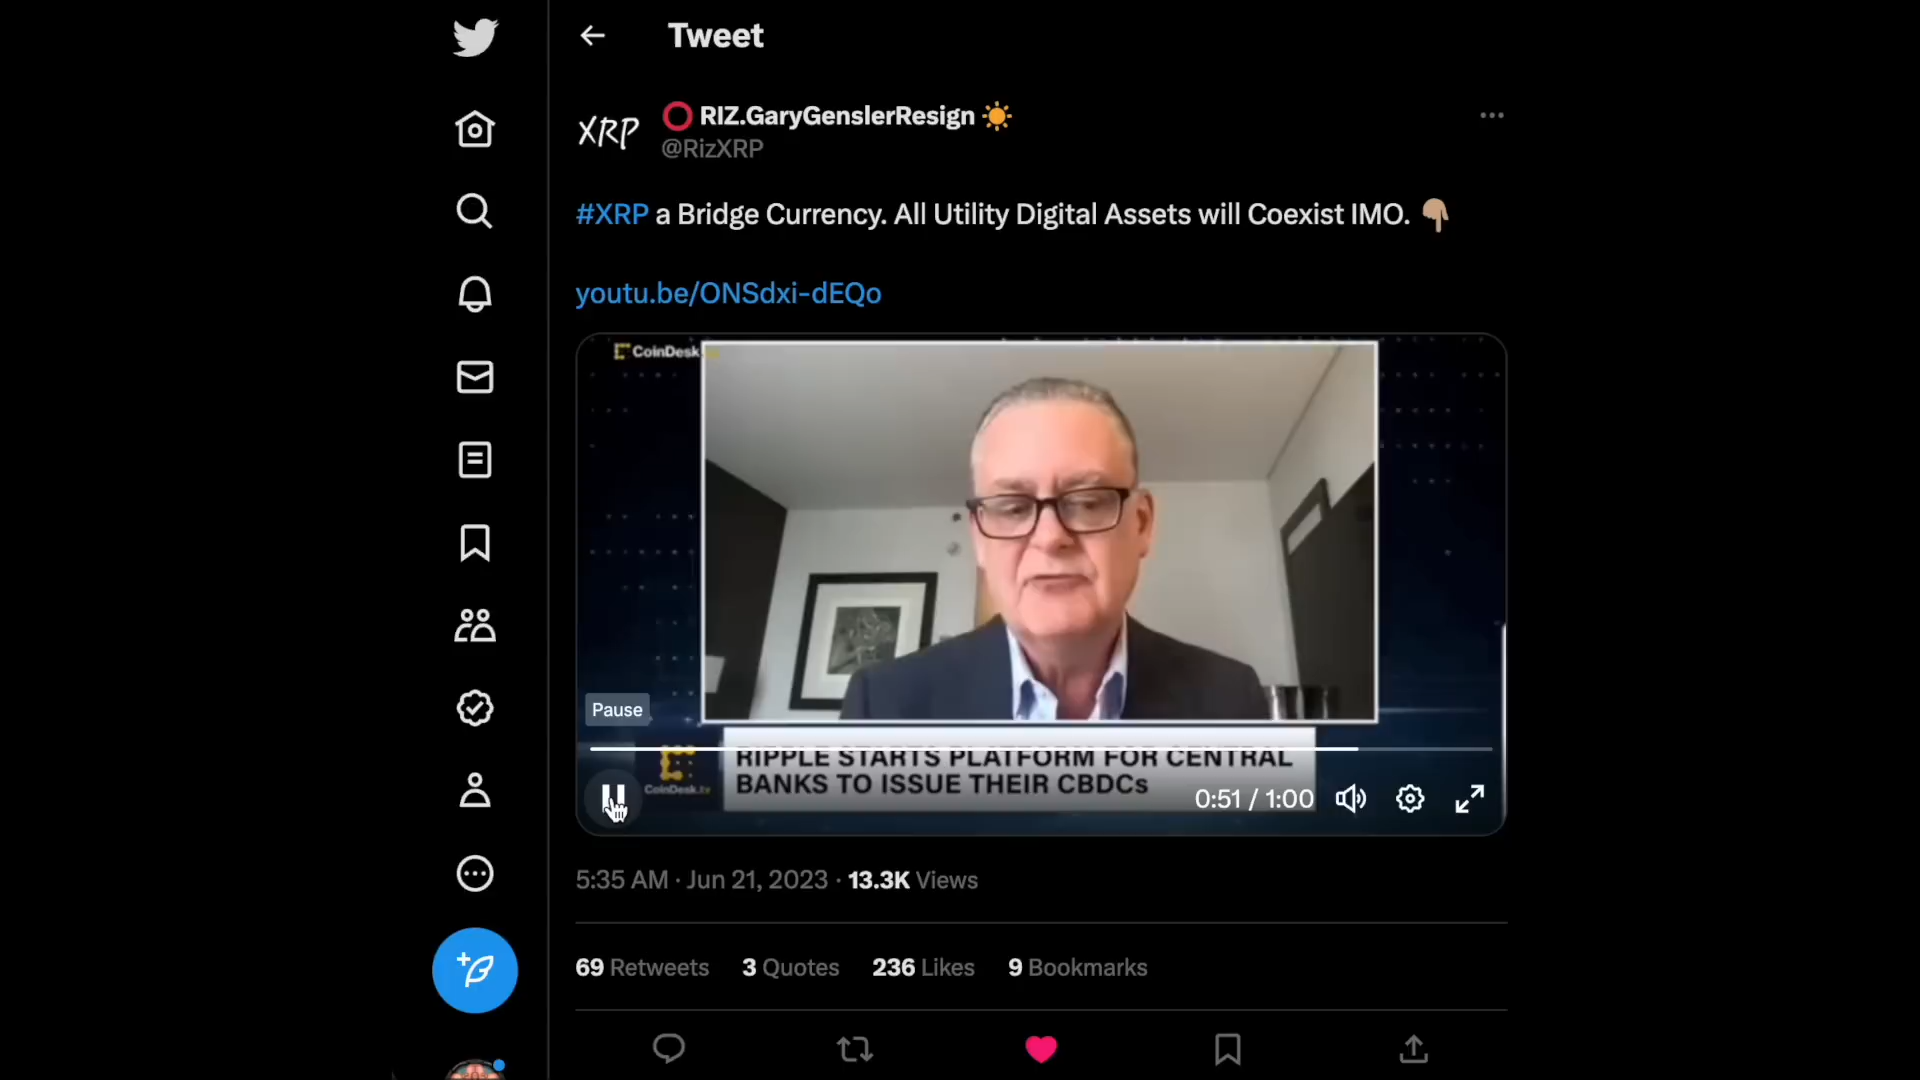 Tweet
XRP
RIZ.GaryGenslerResign
@RizXRP
#XRP a Bridge Currency. All Utility Digital Assets will Coexist IMO.
youtu.be/ONSdxi-dEQo
CoinDesk
Pause
RIPPLE STARTS PLATFORM FOR CENTRAL
BANKS TO ISSUE THEIR CBDCs
CoinDesk.tv
0:51 / 1:00
5:35 AM · Jun 21, 2023 · 13.3K Views
69 Retweets 3 Quotes 236 Likes 9 Bookmarks